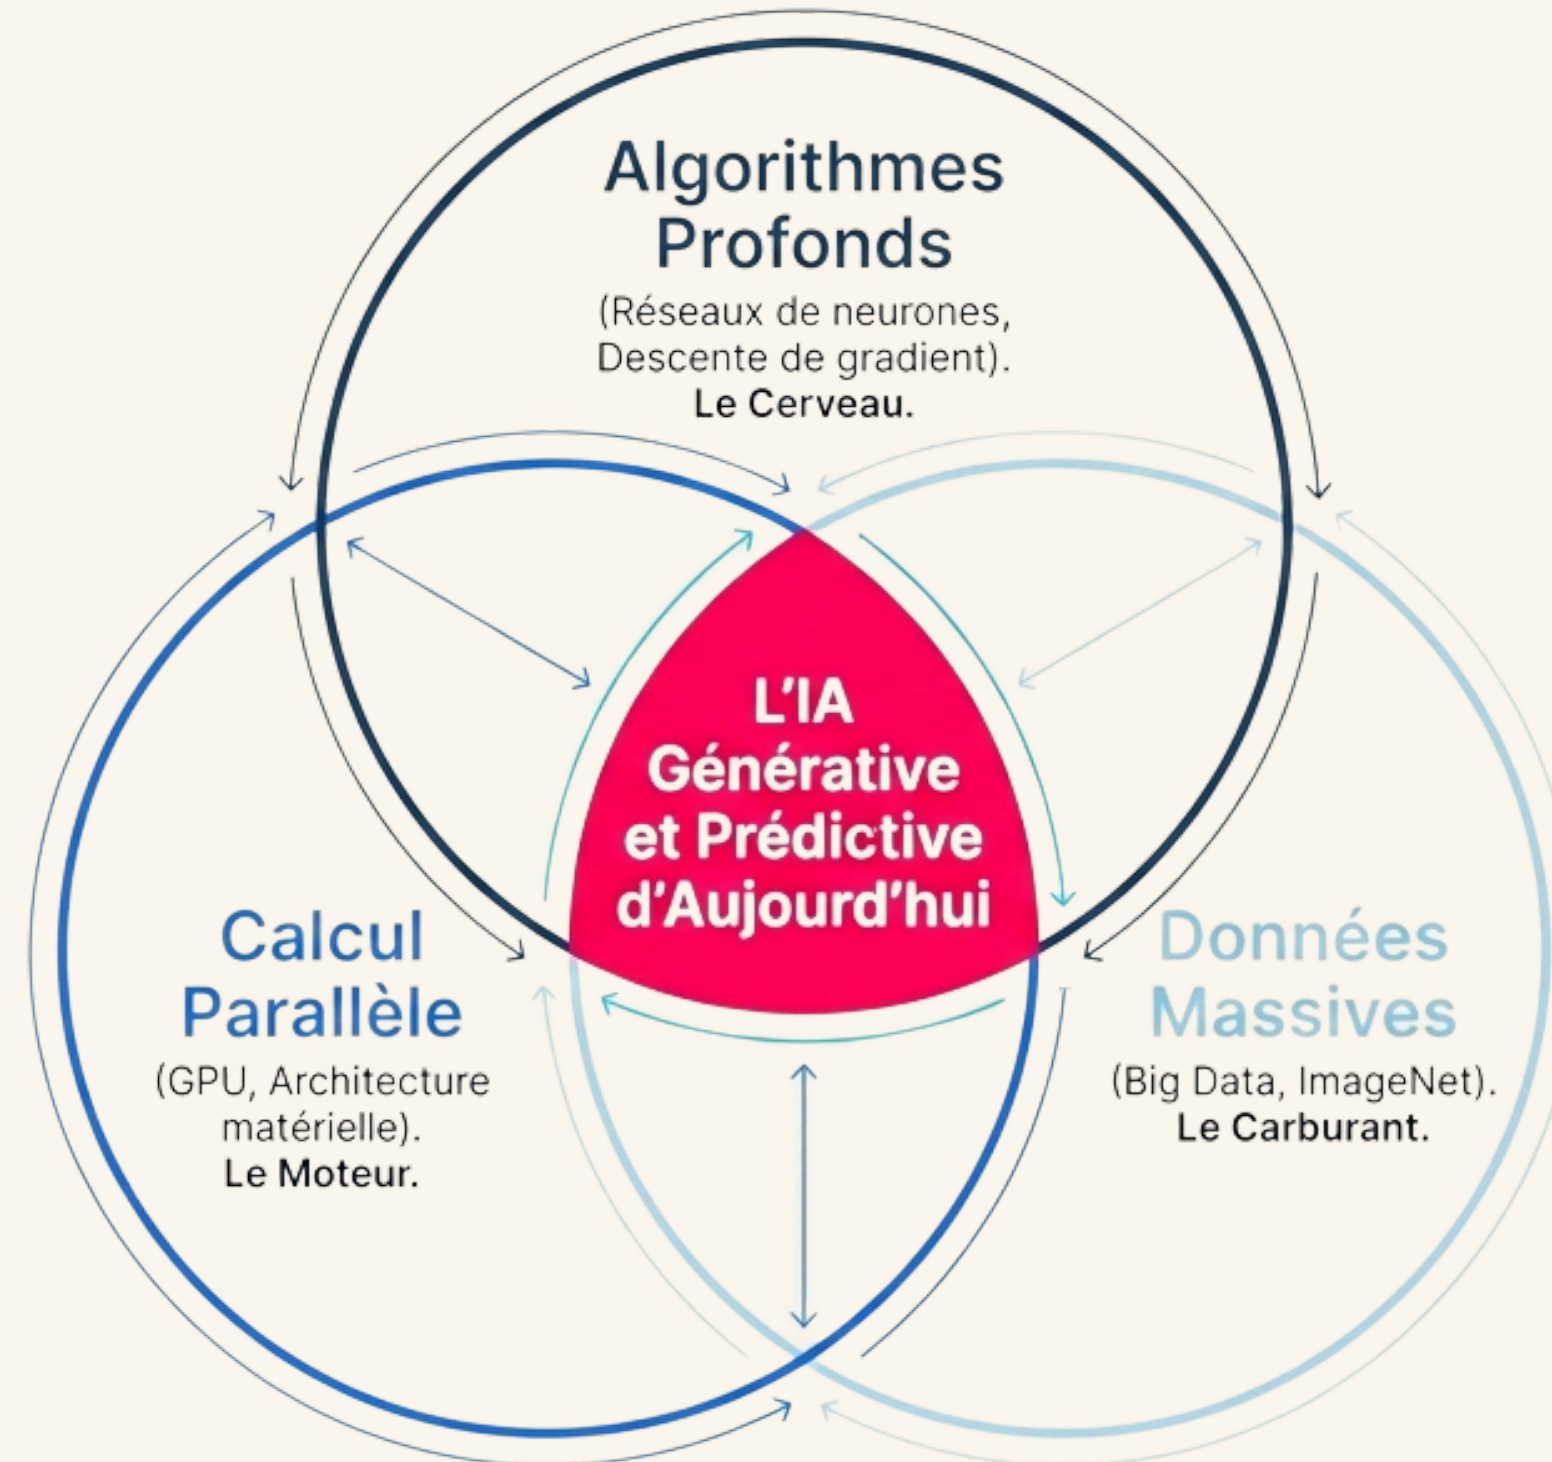 Algorithmes
Profonds
(Réseaux de neurones,
Descente de gradient).
Le Cerveau.
L'IA
Générative
et Prédictive
d'Aujourd'hui
Calcul
Parallèle
(GPU, Architecture
matérielle).
Le Moteur.
Données
Massives
(Big Data, ImageNet).
Le Carburant.